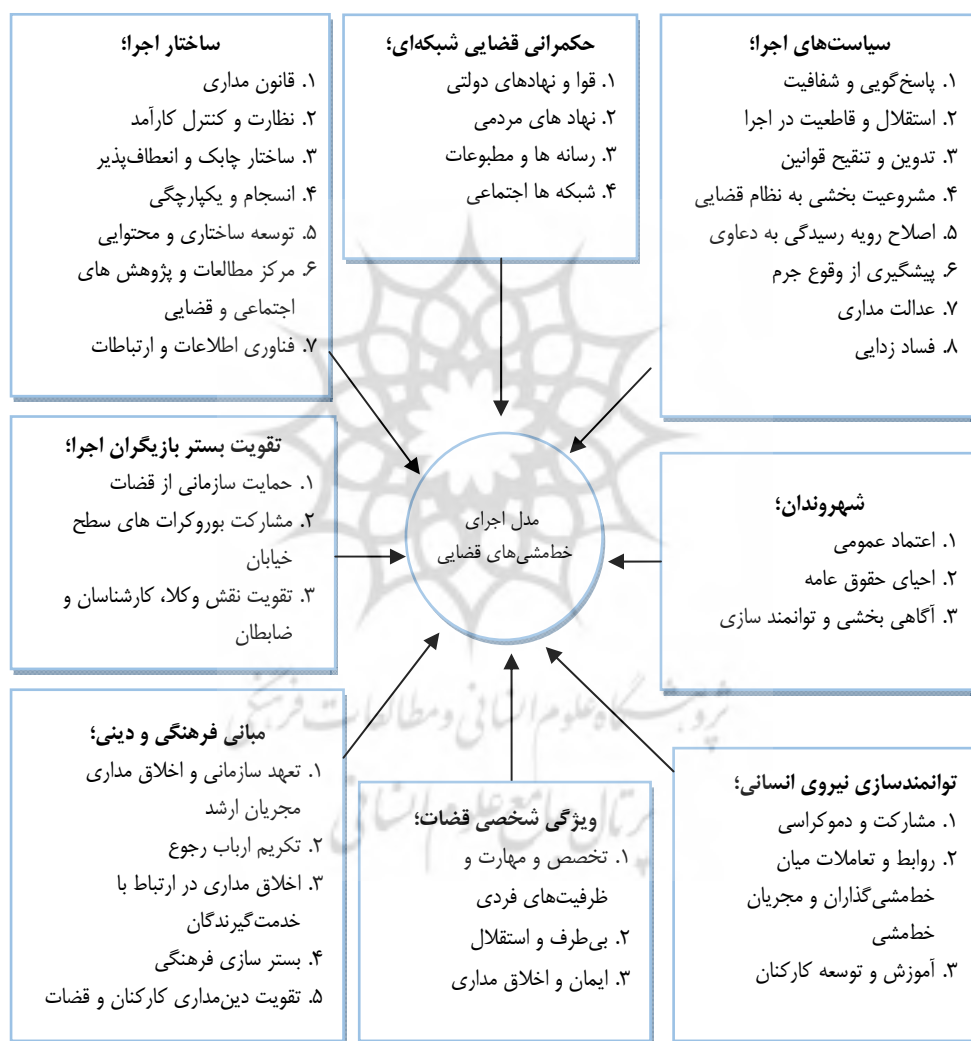 سیاست‌های اجرا؛
۱. پاسخ‌گویی و شفافیت
۲. استقلال و قاطعیت در اجرا
۳. تدوین و تنقیح قوانین
۴. مشروعیت بخشی به نظام قضایی
۵. اصلاح رویه رسیدگی به دعاوی
۶. پیشگیری از وقوع جرم
۷. عدالت مداری
۸. فساد زدایی
حکمرانی قضایی شبکه‌ای؛
۱. قوا و نهادهای دولتی
۲. نهاد های مردمی
۳. رسانه ها و مطبوعات
۴. شبکه ها اجتماعی
ساختار اجرا؛
۱. قانون مداری
۲. نظارت و کنترل کارآمد
۳. ساختار چابک و انعطاف‌پذیر
۴. انسجام و یکپارچگی
۵. توسعه ساختاری و محتوایی
۶. مرکز مطالعات و پژوهش های
اجتماعی و قضایی
۷. فناوری اطلاعات و ارتباطات
شهروندان؛
۱. اعتماد عمومی
۲. احیای حقوق عامه
۳. آگاهی بخشی و توانمند سازی
مدل اجرای
خط‌مشی‌های قضایی
تقویت بستر بازیگران اجرا؛
۱. حمایت سازمانی از قضات
۲. مشارکت بوروکرات های سطح
خیابان
۳. تقویت نقش وکلا، کارشناسان و
ضابطان
توانمندسازی نیروی انسانی؛
۱. مشارکت و دموکراسی
۲. روابط و تعاملات میان
خط‌مشی‌گذاران و مجریان
خط‌مشی
۳. آموزش و توسعه کارکنان
ویژگی شخصی قضات؛
۱. تخصص و مهارت و
ظرفیت‌های فردی
۲. بی‌طرف و استقلال
۳. ایمان و اخلاق مداری
مبانی فرهنگی و دینی؛
۱. تعهد سازمانی و اخلاق مداری
مجریان ارشد
۲. تکریم ارباب رجوع
۳. اخلاق مداری در ارتباط با
خدمت‌گیرندگان
۴. بستر سازی فرهنگی
۵. تقویت دین‌مداری کارکنان و قضات
پژوهشگاه علوم انسانی و مطالعات فرهنگی
پرتال جامع علوم انسانی